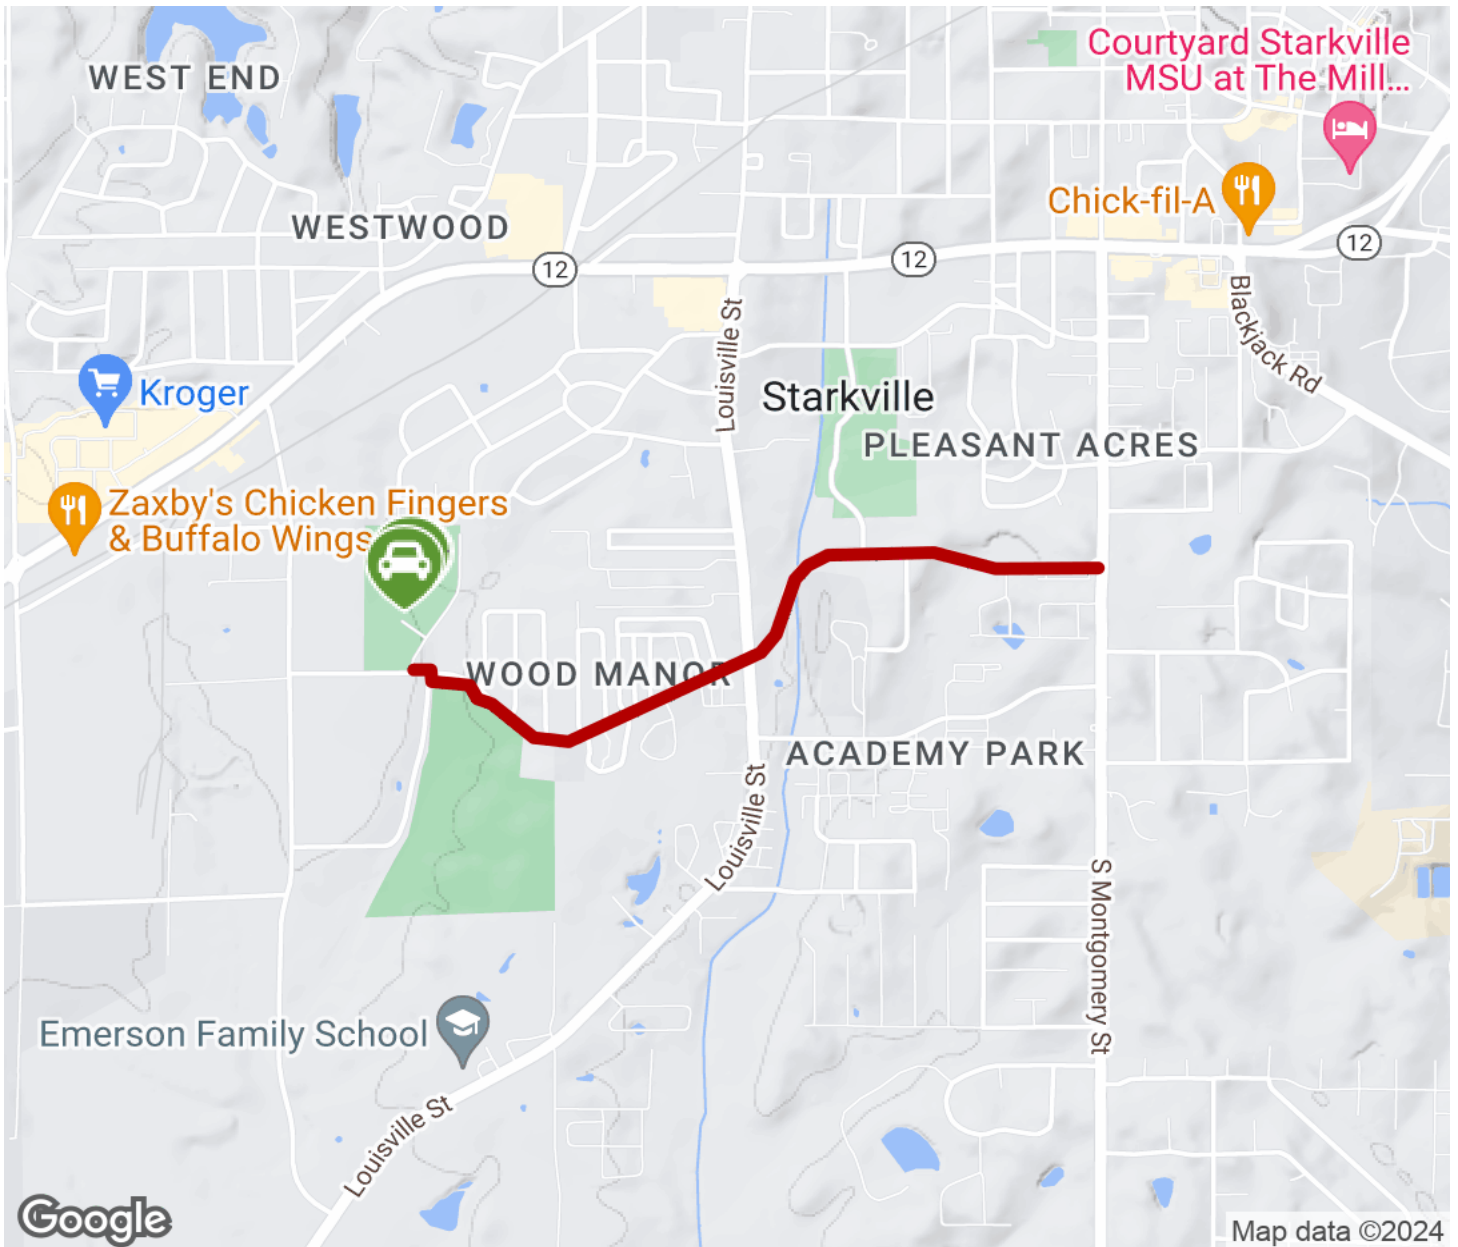 Courtyard Starkville
MSU at The Mill...
WEST END
Chick-fil-A
WESTWOOD
12
12
12
Blackjack Rd
Louisville St
Kroger
Starkville
PLEASANT ACRES
Zaxby's Chicken Fingers
& Buffalo Wings
WOOD MANOR
ACADEMY PARK
Louisville St
S Montgomery St
Emerson Family School
Louisville St
Google
Map data ©2024